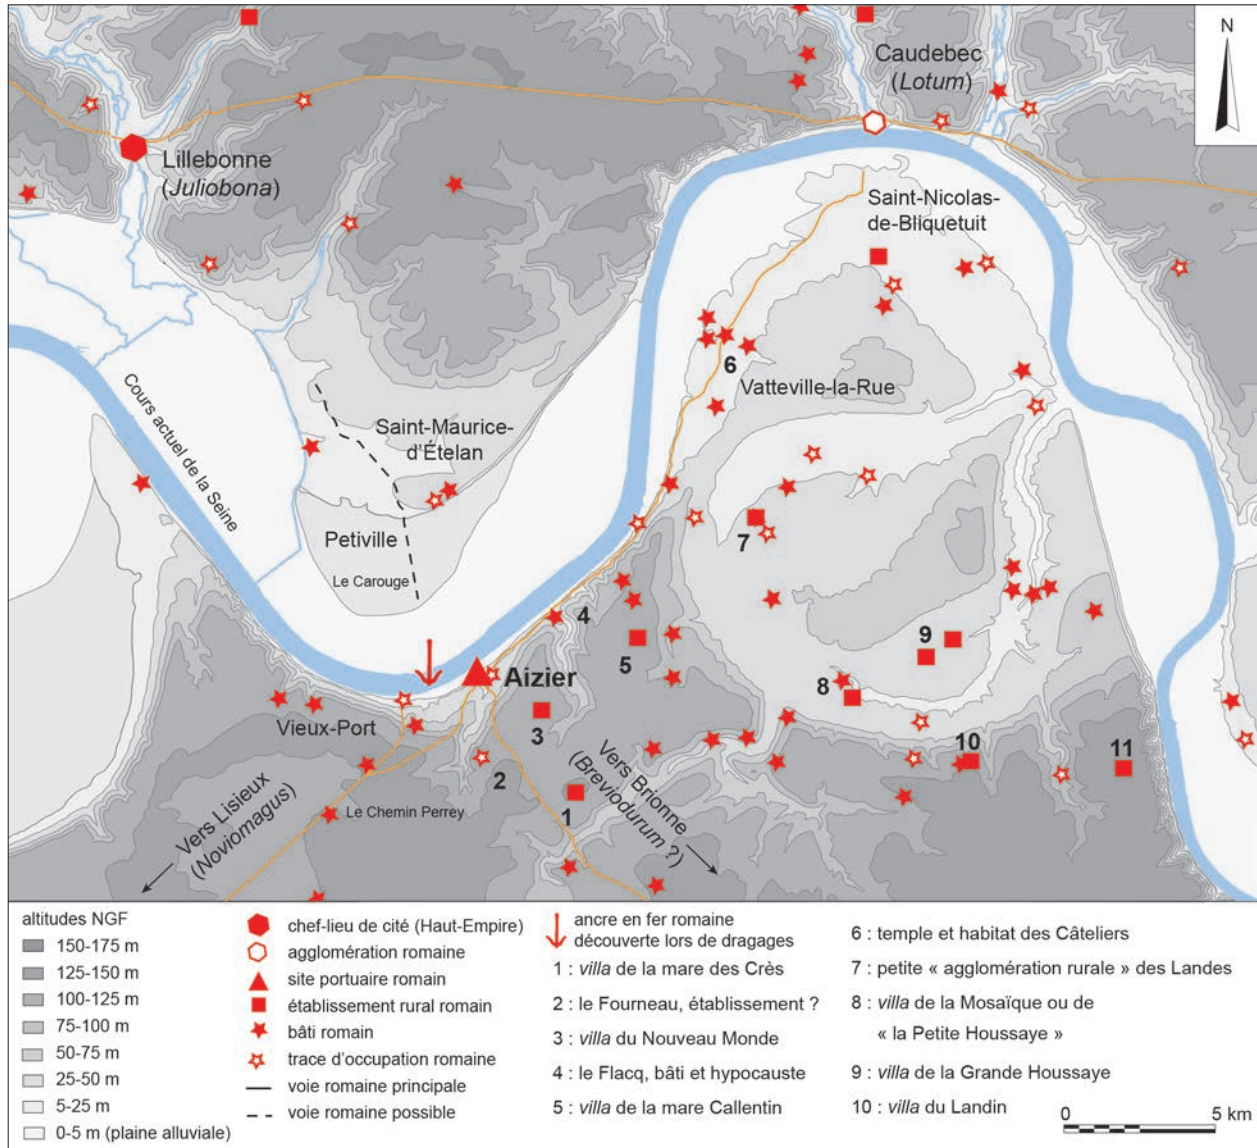 N
Caudebec
(Lotum)
Lillebonne
(Juliobona)
Saint-Nicolas-
de-Bliquetuit
6
Vatteville-la-Rue
Cours actuel de la Seine
Saint-Maurice-
d'Ételan
Petiville
7
Le Carouge
4
5
9
Aizier
8
Vieux-Port
3
10
11
2
Vers Lisieux
(Noviomagus)
Le Chemin Perrey
1
Vers Brionne
(Breviodurum ?)
altitudes NGF
150-175 m
125-150 m
100-125 m
75-100 m
50-75 m
25-50 m
5-25 m
0-5 m (plaine alluviale)
chef-lieu de cité (Haut-Empire)
agglomération romaine
site portuaire romain
établissement rural romain
bâti romain
trace d'occupation romaine
voie romaine principale
voie romaine possible
ancre en fer romaine
découverte lors de dragages
1 : villa de la mare des Crès
2 : le Fourneau, établissement ?
3 : villa du Nouveau Monde
4 : le Flacq, bâti et hypocauste
5 : villa de la mare Callentin
6 : temple et habitat des Câteliers
7 : petite « agglomération rurale » des Landes
8 : villa de la Mosaïque ou de
« la Petite Houssaye »
9 : villa de la Grande Houssaye
10 : villa du Landin
0 5 km